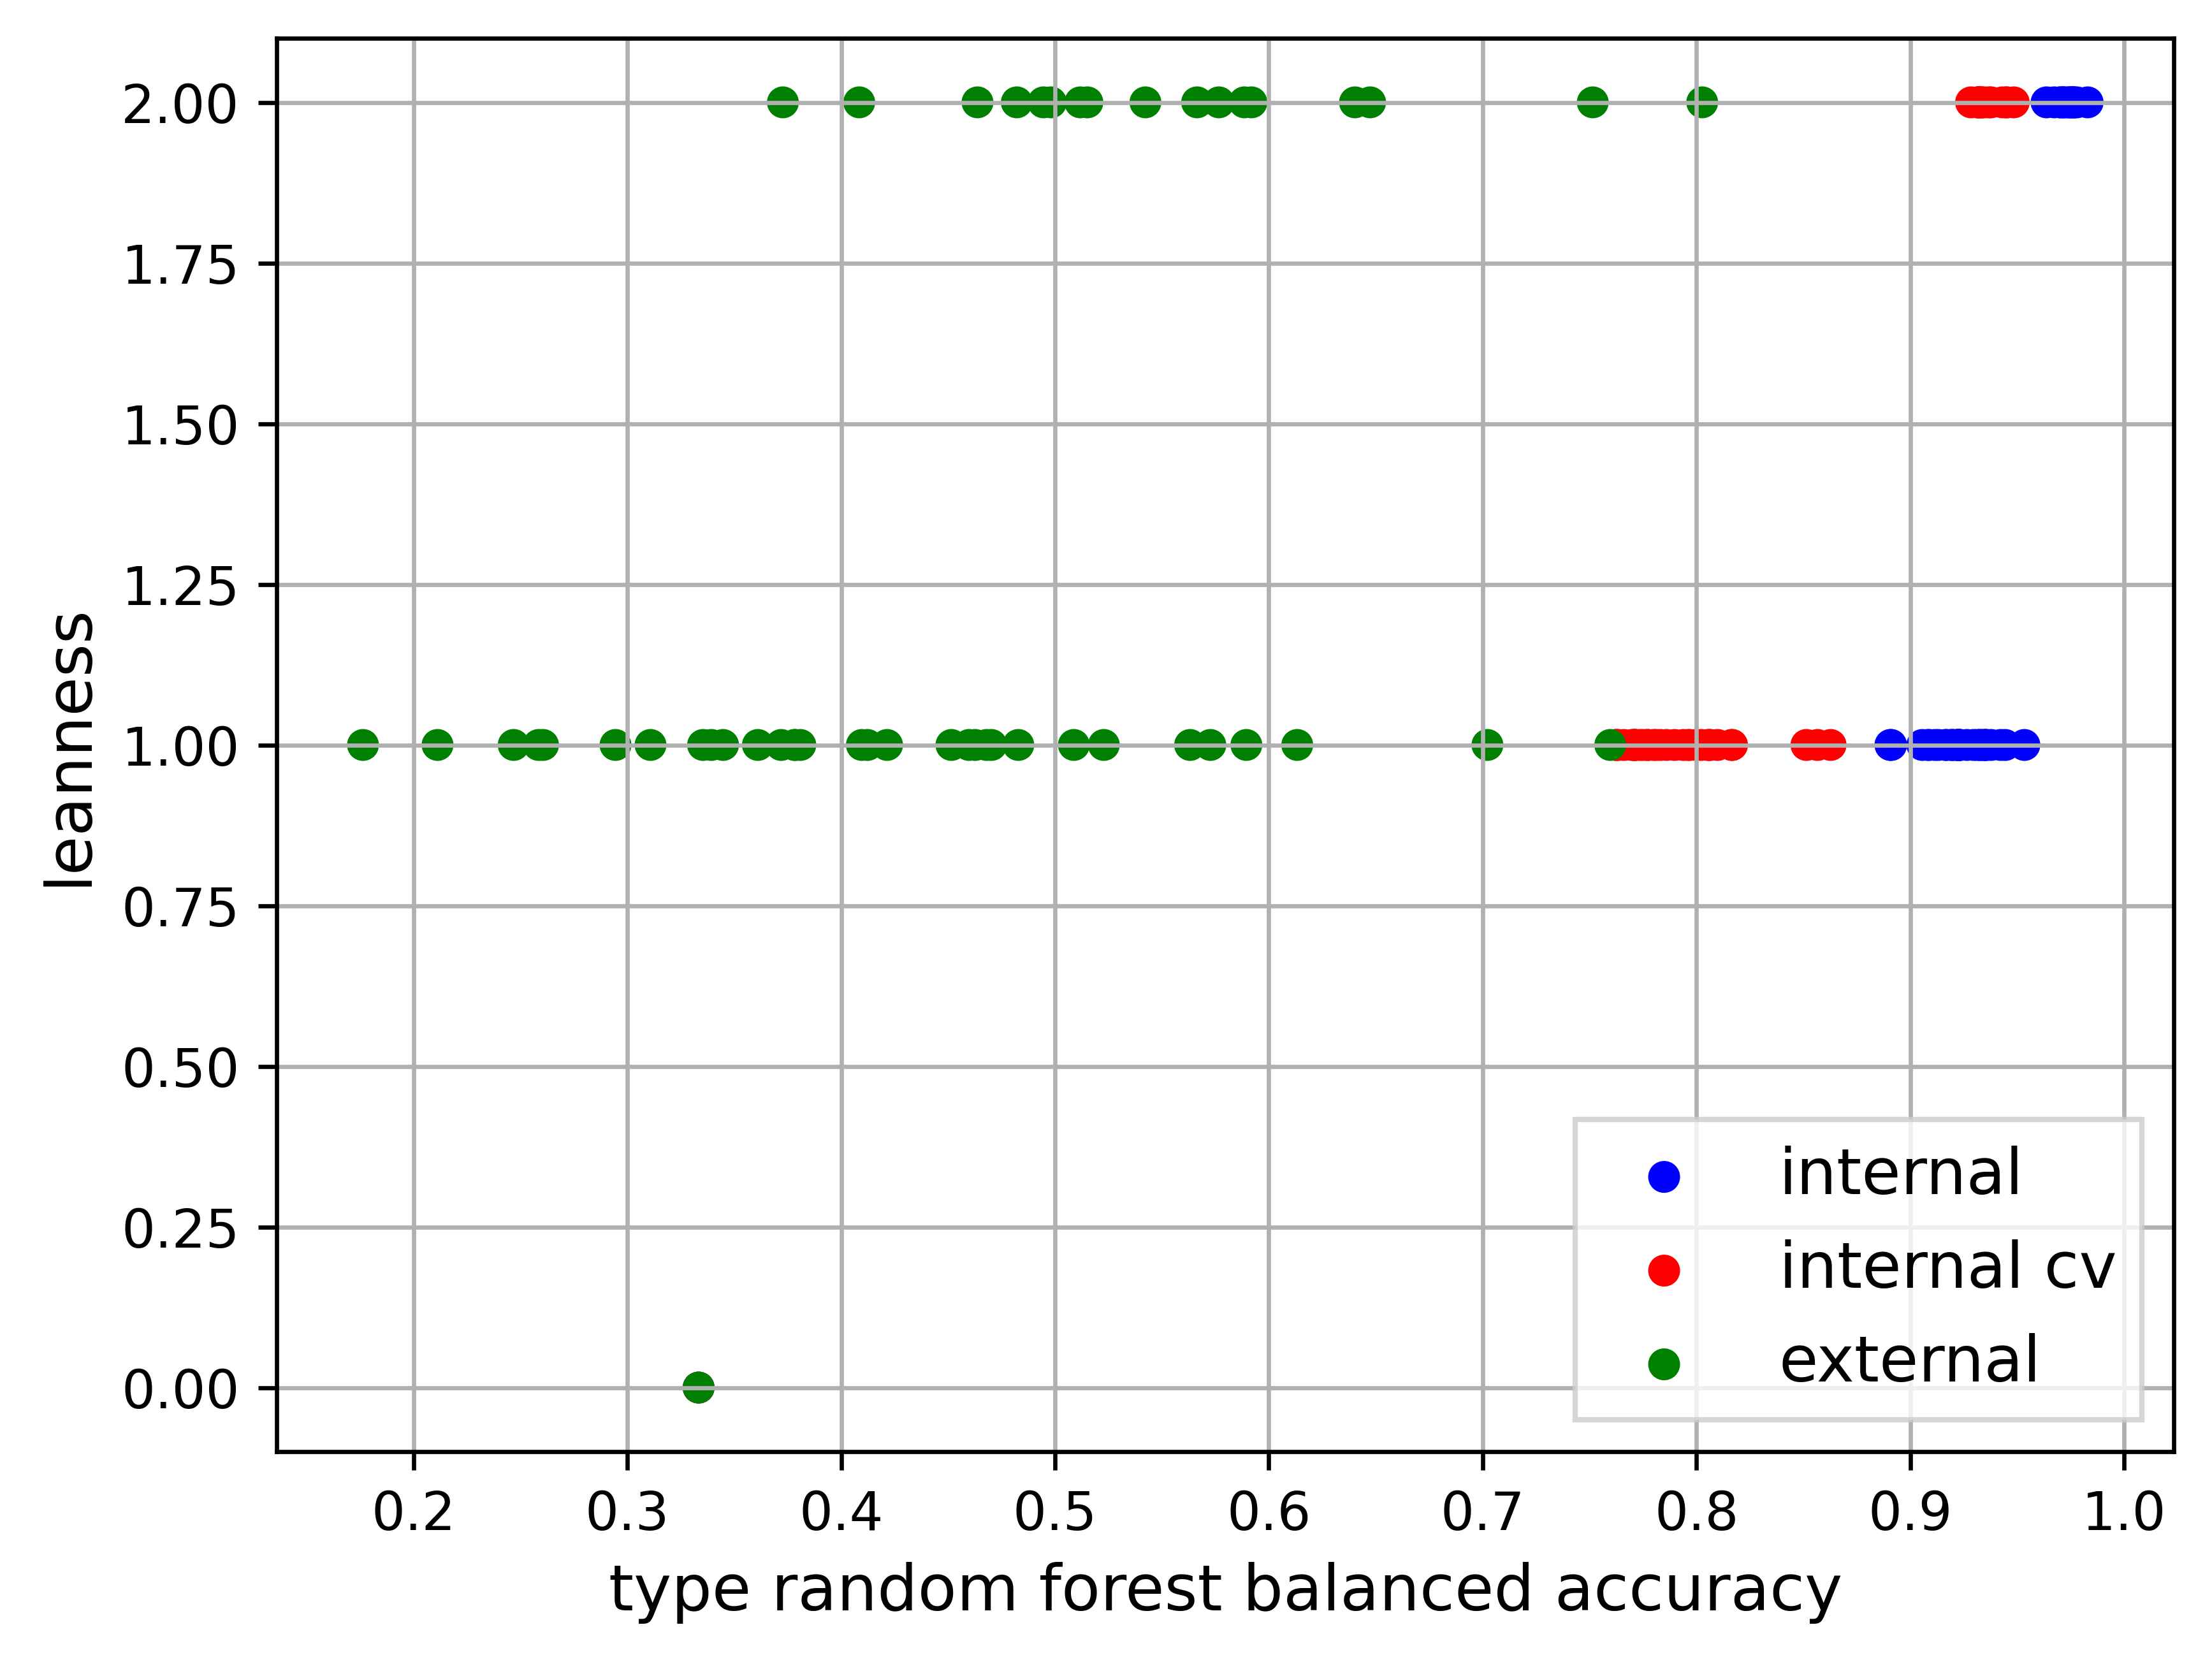 2.00
1.75
1.50
1.25
1.00
0.75
0.50
0.25
0.00
leanness
internal
internal cv
external
0.2 0.3 0.4 0.5 0.6 0.7 0.8 0.9 1.0
type random forest balanced accuracy